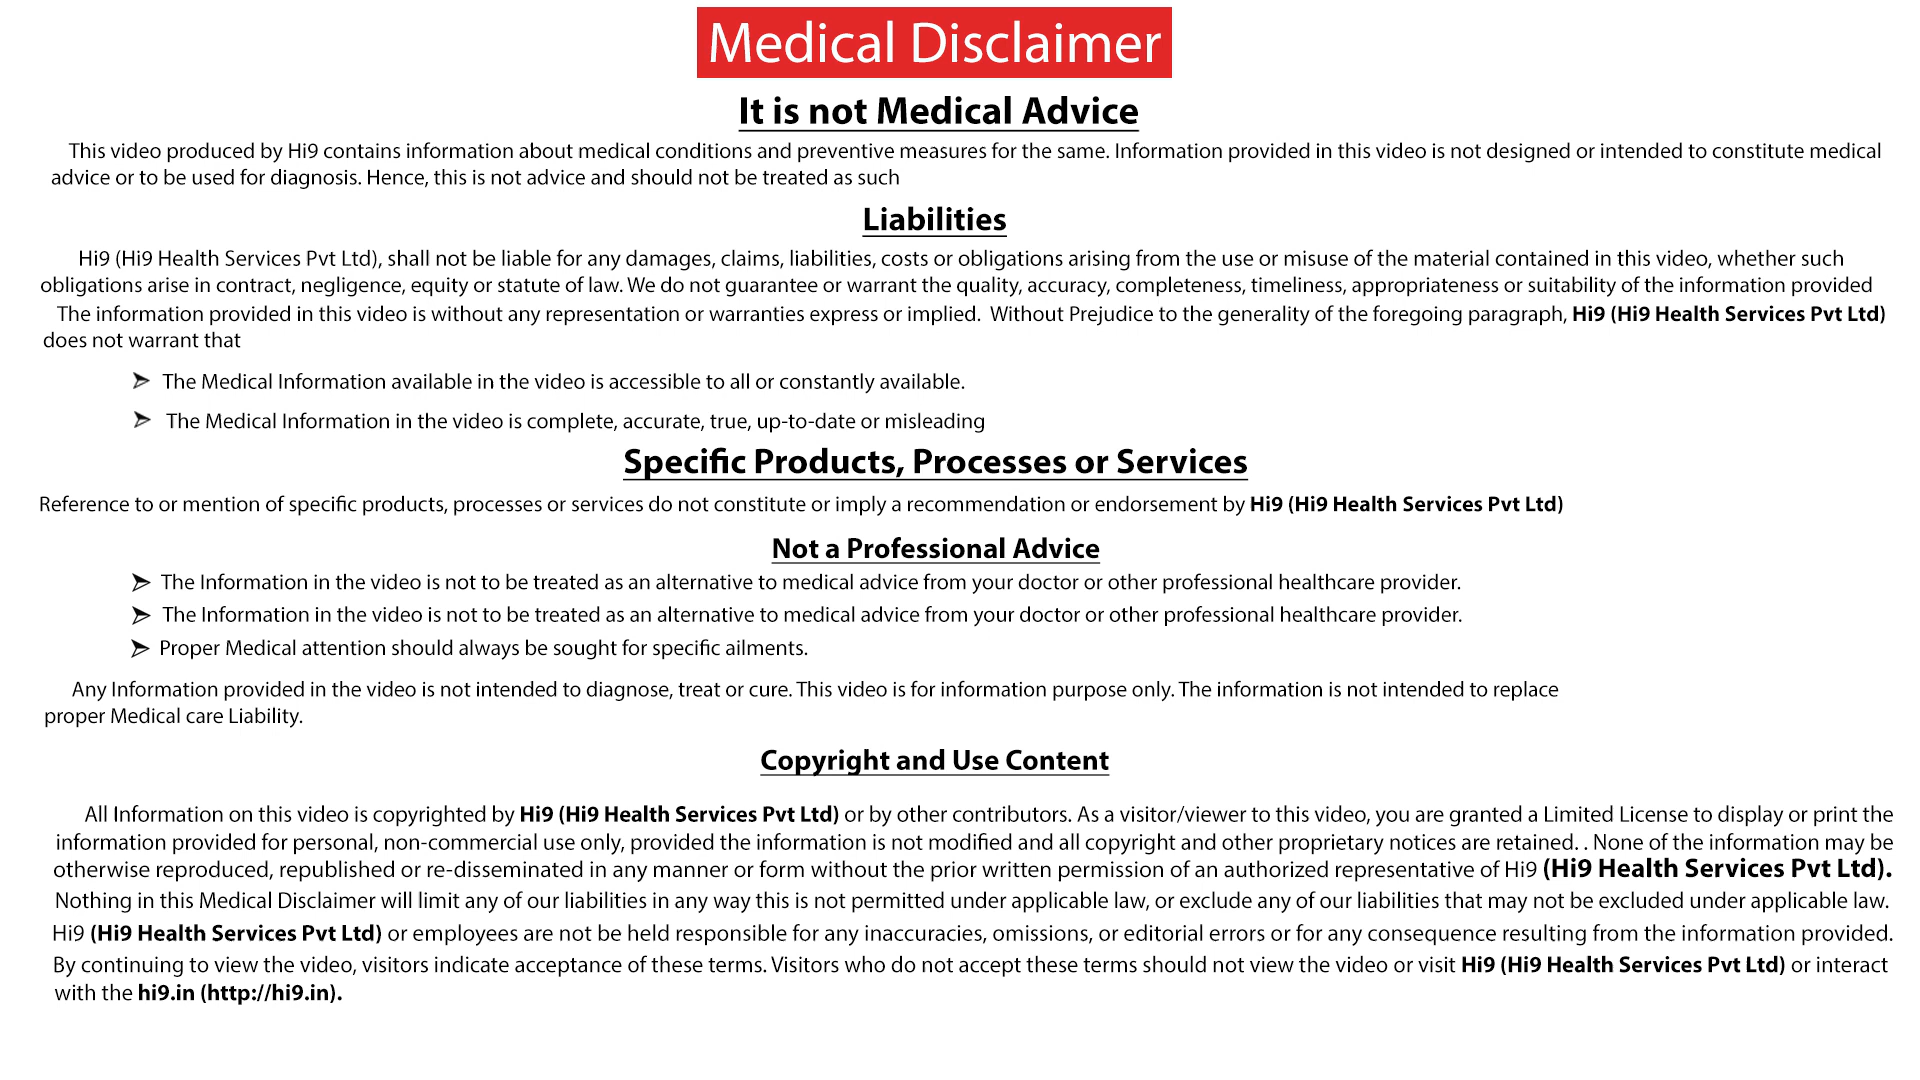 Medical Disclaimer
It is not Medical Advice
This video produced by Hi9 contains information about medical conditions and preventive measures for the same. Information provided in this video is not designed or intended to constitute medical
advice or to be used for diagnosis. Hence, this is not advice and should not be treated as such
Liabilities
Hi9 (Hi9 Health Services Pvt Ltd), shall not be liable for any damages, claims, liabilities, costs or obligations arising from the use or misuse of the material contained in this video, whether such
obligations arise in contract, negligence, equity or statute of law. We do not guarantee or warrant the quality, accuracy, completeness, timeliness, appropriateness or suitability of the information provided
The information provided in this video is without any representation or warranties express or implied. Without Prejudice to the generality of the foregoing paragraph, Hi9 (Hi9 Health Services Pvt Ltd)
does not warrant that
➢ The Medical Information available in the video is accessible to all or constantly available.
➢ The Medical Information in the video is complete, accurate, true, up-to-date or misleading
Specific Products, Processes or Services
Reference to or mention of specific products, processes or services do not constitute or imply a recommendation or endorsement by Hi9 (Hi9 Health Services Pvt Ltd)
Not a Professional Advice
➢ The Information in the video is not to be treated as an alternative to medical advice from your doctor or other professional healthcare provider.
➢ The Information in the video is not to be treated as an alternative to medical advice from your doctor or other professional healthcare provider.
➢ Proper Medical attention should always be sought for specific ailments.
Any Information provided in the video is not intended to diagnose, treat or cure. This video is for information purpose only. The information is not intended to replace
proper Medical care Liability.
Copyright and Use Content
All Information on this video is copyrighted by Hi9 (Hi9 Health Services Pvt Ltd) or by other contributors. As a visitor/viewer to this video, you are granted a Limited License to display or print the
information provided for personal, non-commercial use only, provided the information is not modified and all copyright and other proprietary notices are retained. . None of the information may be
otherwise reproduced, republished or re-disseminated in any manner or form without the prior written permission of an authorized representative of Hi9 (Hi9 Health Services Pvt Ltd).
Nothing in this Medical Disclaimer will limit any of our liabilities in any way this is not permitted under applicable law, or exclude any of our liabilities that may not be excluded under applicable law.
Hi9 (Hi9 Health Services Pvt Ltd) or employees are not be held responsible for any inaccuracies, omissions, or editorial errors or for any consequence resulting from the information provided.
By continuing to view the video, visitors indicate acceptance of these terms. Visitors who do not accept these terms should not view the video or visit Hi9 (Hi9 Health Services Pvt Ltd) or interact
with the hi9.in (http://hi9.in).